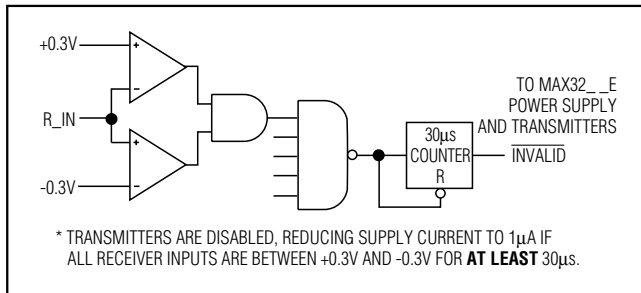 +0.3V
R_IN
-0.3V
+
-
+
-
30µs
COUNTER
R
TO MAX32_ _E
POWER SUPPLY
AND TRANSMITTERS
INVALID
* TRANSMITTERS ARE DISABLED, REDUCING SUPPLY CURRENT TO 1µA IF
ALL RECEIVER INPUTS ARE BETWEEN +0.3V AND -0.3V FOR AT LEAST 30µs.